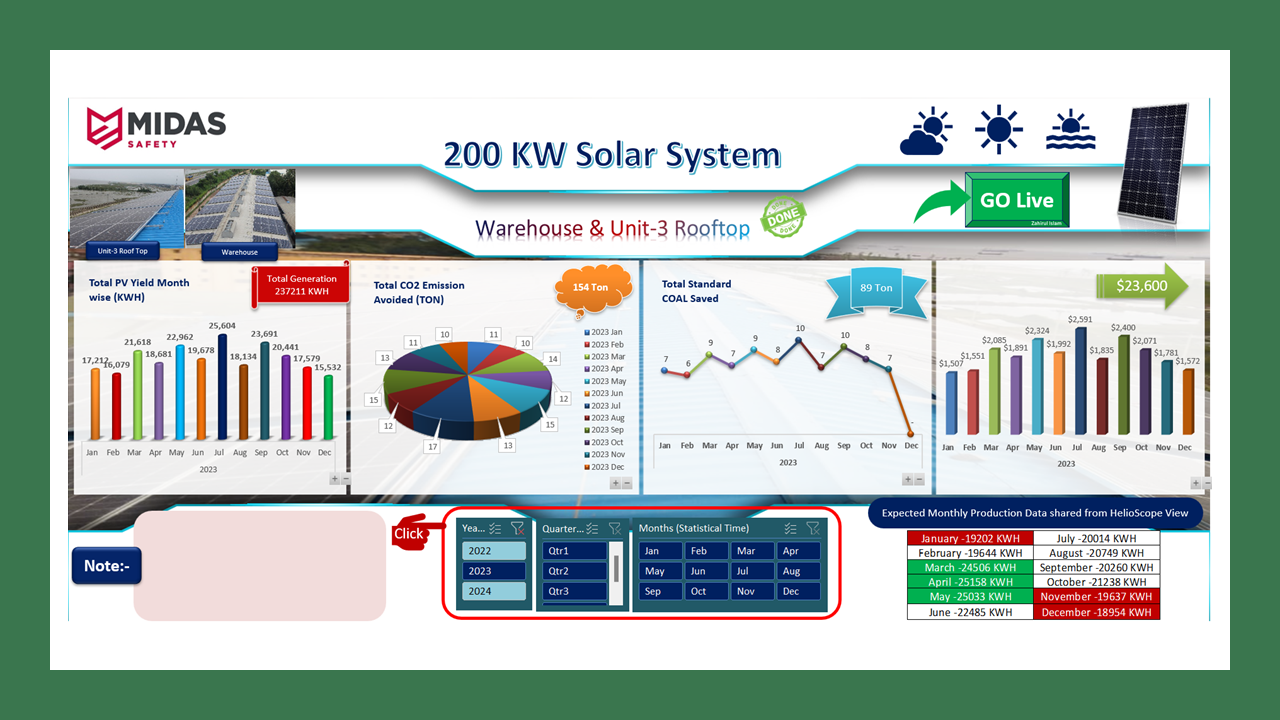 MIDAS
SAFETY
200 KW Solar System
GO Live
Zahirul Islam
Warehouse & Unit-3 Rooftop
DONE
DONE
Unit-3 Roof Top
Warehouse
Total PV Yield Month
wise (KWH)
Total Generation
237211 KWH
17,212
16,079
21,618
18,681
22,962
19,678
25,604
18,134
23,691
20,441
17,579
15,532
Jan Feb Mar Apr May Jun Jul Aug Sep Oct Nov Dec
2023
Total CO2 Emission
Avoided (TON)
154 Ton
11
10
14
12
15
13
17
12
15
13
11
10
2023 Jan
2023 Feb
2023 Mar
2023 Apr
2023 May
2023 Jun
2023 Jul
2023 Aug
2023 Sep
2023 Oct
2023 Nov
2023 Dec
Total Standard
COAL Saved
89 Ton
7
6
9
7
9
8
10
7
10
8
7
-
Jan Feb Mar Apr May Jun Jul Aug Sep Oct Nov Dec
2023
$23,600
$1,507
$1,551
$2,085
$1,891
$2,324
$1,992
$2,591
$1,835
$2,400
$2,071
$1,781
$1,572
Jan Feb Mar Apr May Jun Jul Aug Sep Oct Nov Dec
2023
Note:-
Click
Yea...
2022
2023
2024
Quarter...
Qtr1
Qtr2
Qtr3
Months (Statistical Time)
Jan Feb Mar Apr
May Jun Jul Aug
Sep Oct Nov Dec
Expected Monthly Production Data shared from HelioScope View
January -19202 KWH July -20014 KWH
February -19644 KWH August -20749 KWH
March -24506 KWH September -20260 KWH
April -25158 KWH October -21238 KWH
May -25033 KWH November -19637 KWH
June -22485 KWH December -18954 KWH